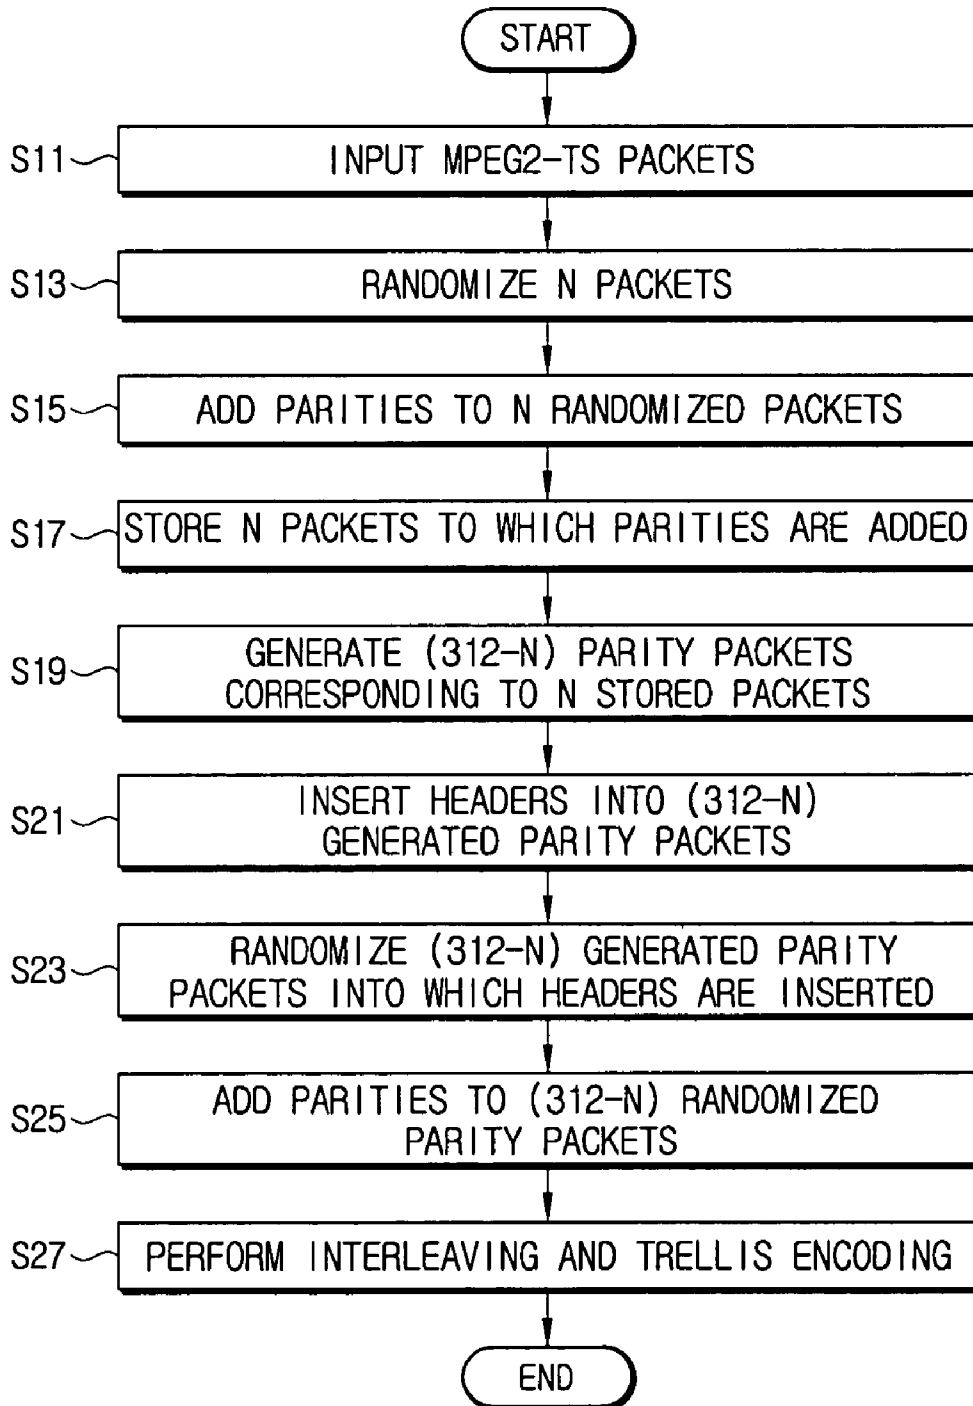 START
S11
INPUT MPEG2-TS PACKETS
S13
RANDOMIZE N PACKETS
S15
ADD PARITIES TO N RANDOMIZED PACKETS
S17
STORE N PACKETS TO WHICH PARITIES ARE ADDED
S19
GENERATE (312-N) PARITY PACKETS
CORRESPONDING TO N STORED PACKETS
S21
INSERT HEADERS INTO (312-N)
GENERATED PARITY PACKETS
S23
RANDOMIZE (312-N) GENERATED PARITY
PACKETS INTO WHICH HEADERS ARE INSERTED
S25
ADD PARITIES TO (312-N) RANDOMIZED
PARITY PACKETS
S27
PERFORM INTERLEAVING AND TRELLIS ENCODING
END